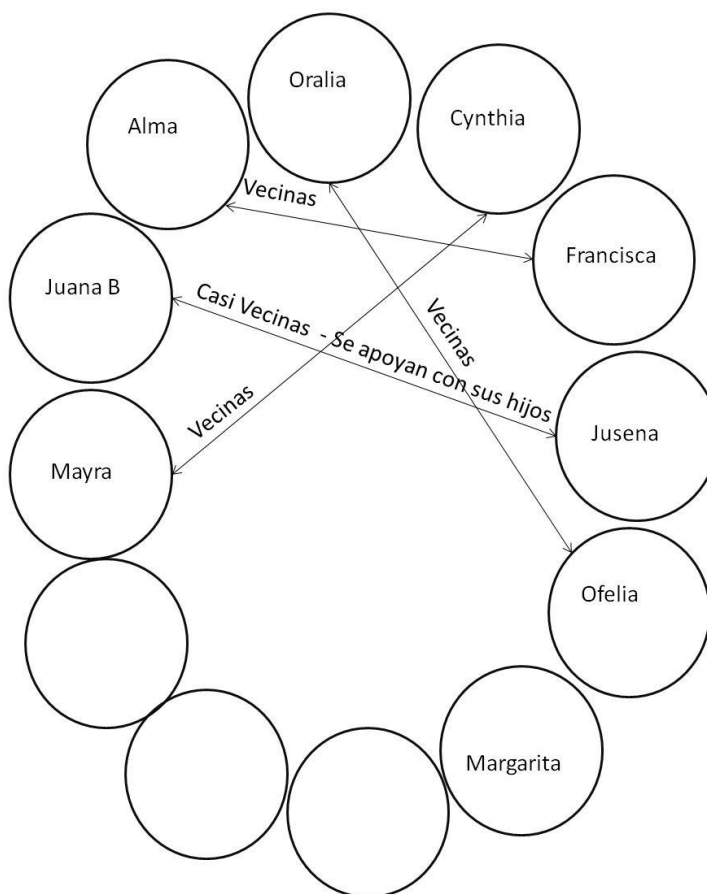 Oralia
Cynthia
Alma
Vecinas
Francisca
Juana B
Casi Vecinas - Se apoyan con sus hijos
Vecinas
Vecinas
Jusena
Mayra
Ofelia
Margarita